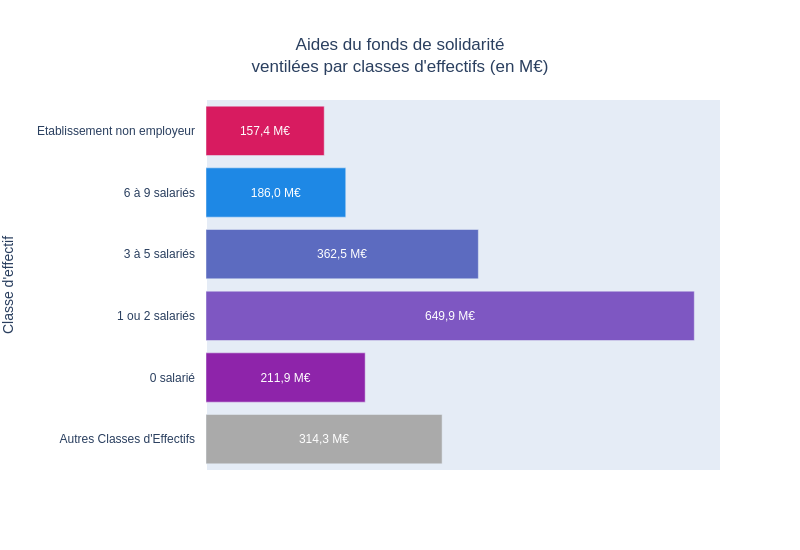 Aides du fonds de solidarité
ventilées par classes d'effectifs (en M€)
Classe d'effectif
Etablissement non employeur
157,4 M€
6 à 9 salariés
186,0 M€
3 à 5 salariés
362,5 M€
1 ou 2 salariés
649,9 M€
0 salarié
211,9 M€
Autres Classes d'Effectifs
314,3 M€